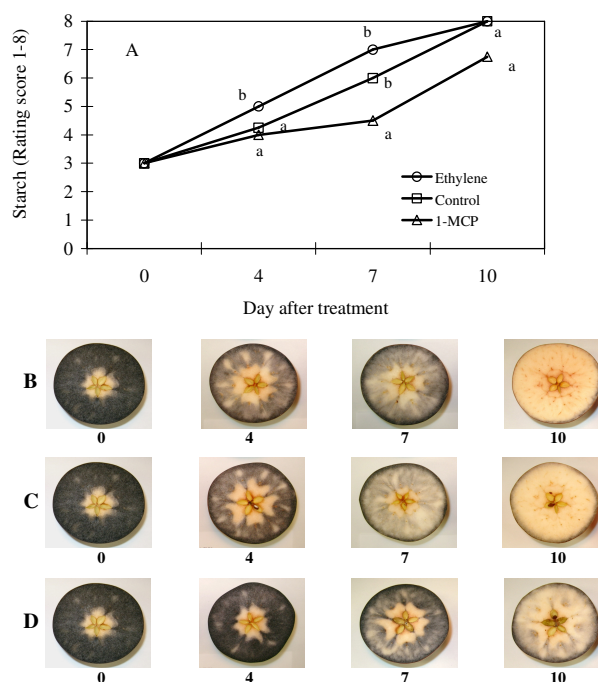 Starch (Rating score 1-8)
8
7
6
5
4
3
2
1
0
A
b
b
a
b
a
a
a
a
Ethylene
Control
1-MCP
0 4 7 10
Day after treatment
B
0 4 7 10
C
0 4 7 10
D
0 4 7 10